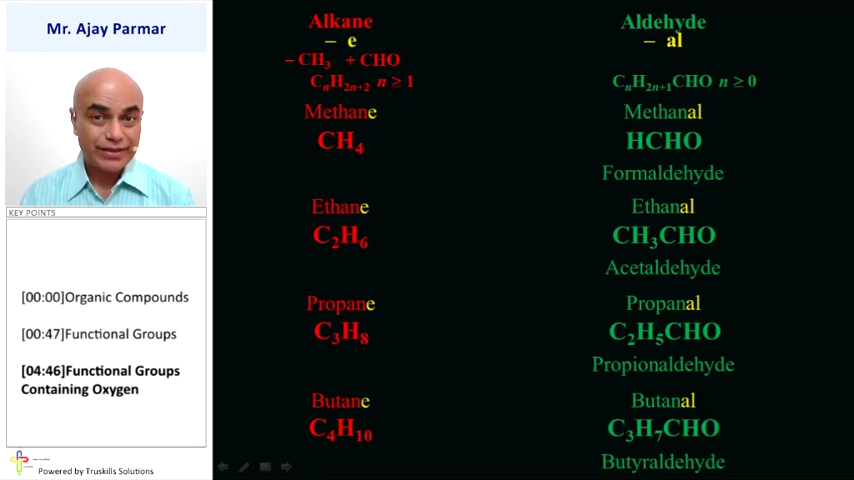 Mr. Ajay Parmar
KEY POINTS
[00:00]Organic Compounds
[00:47]Functional Groups
[04:46]Functional Groups
Containing Oxygen
Powered by Truskills Solutions
Alkane
– e
– CH₃ + CHO
CₙH₂ₙ₊₂ n ≥ 1
Methane
CH₄
Ethane
C₂H₆
Propane
C₃H₈
Butane
C₄H₁₀
Aldehyde
– al
CₙH₂ₙ₊₁CHO n ≥ 0
Methanal
HCHO
Formaldehyde
Ethanal
CH₃CHO
Acetaldehyde
Propanal
C₂H₅CHO
Propionaldehyde
Butanal
C₃H₇CHO
Butyraldehyde